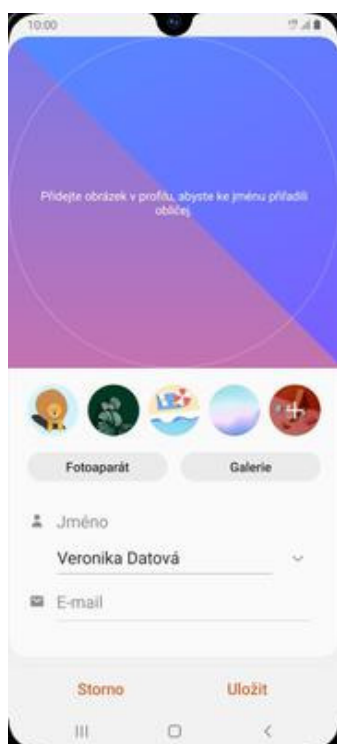 10:00
Přidejte obrázek v profilu, abyste ke jménu přiřadili
obličej.
Fotoaparát
Galerie
Jméno
Veronika Datová
E-mail
Storno
Uložit